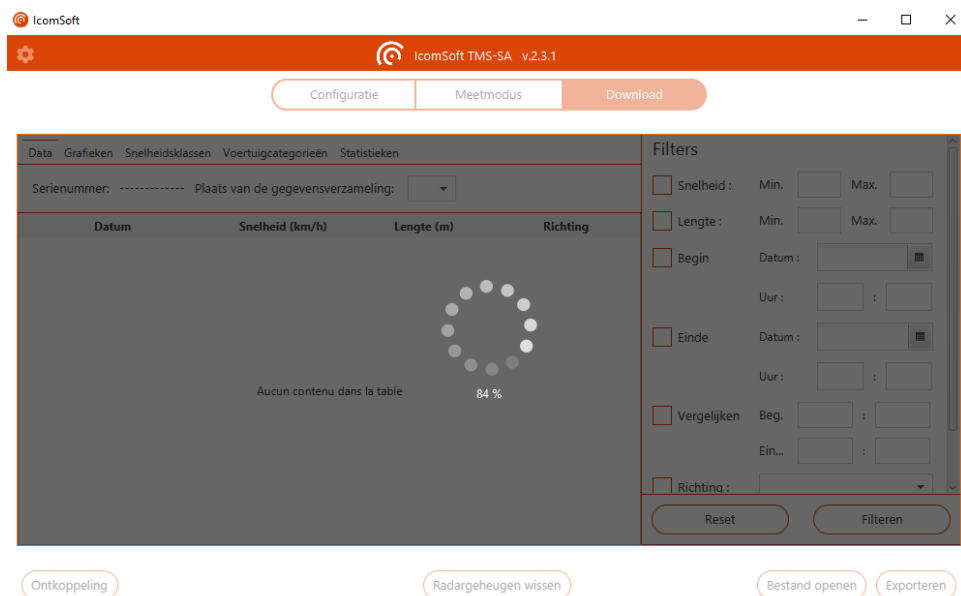 IcomSoft
IcomSoft TMS-SA v.2.3.1
Configuratie Meetmodus Download
Data Grafieken Snelheidsklassen Voertuigcategorieën Statistieken
Serienummer: ------------- Plaats van de gegevensverzameling:
Datum Snelheid (km/h) Lengte (m) Richting
Aucun contenu dans la table
84 %
Filters
Snelheid : Min. Max.
Lengte : Min. Max.
Begin Datum :
Uur : :
Einde Datum :
Uur : :
Vergelijken Beg. :
Ein... :
Richting :
Reset Filteren
Ontkoppeling Radargeheugen wissen Bestand openen Exporteren